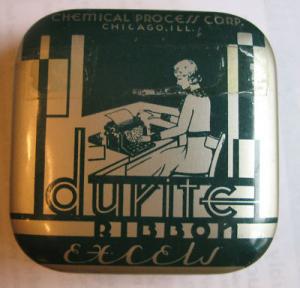 CHEMICAL PROCESS CORP.
CHICAGO, ILL.
durite
RIBBON
Excels